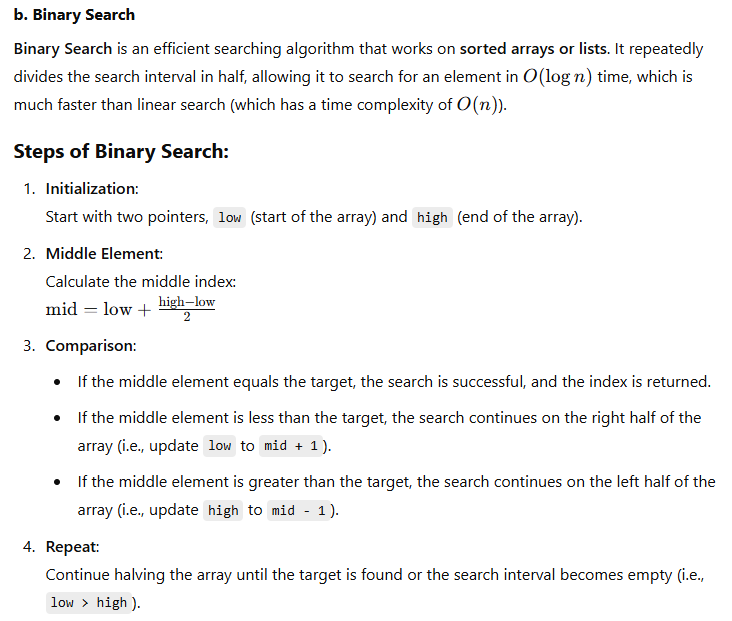 b. Binary Search
Binary Search is an efficient searching algorithm that works on sorted arrays or lists. It repeatedly
divides the search interval in half, allowing it to search for an element in O(log n) time, which is
much faster than linear search (which has a time complexity of O(n)).
Steps of Binary Search:
1. Initialization:
Start with two pointers, low (start of the array) and high (end of the array).
2. Middle Element:
Calculate the middle index:
mid = low + \frac{high−low}{2}
3. Comparison:
• If the middle element equals the target, the search is successful, and the index is returned.
• If the middle element is less than the target, the search continues on the right half of the
array (i.e., update low to mid + 1).
• If the middle element is greater than the target, the search continues on the left half of the
array (i.e., update high to mid - 1).
4. Repeat:
Continue halving the array until the target is found or the search interval becomes empty (i.e.,
low > high).